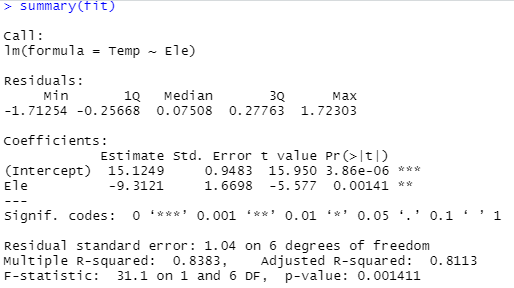 > summary(fit)
Call:
lm(formula = Temp ~ Ele)
Residuals:
Min 1Q Median 3Q Max
-1.71254 -0.25668 0.07508 0.27763 1.72303
Coefficients:
Estimate Std. Error t value Pr(>|t|)
(Intercept) 15.1249 0.9483 15.950 3.86e-06 ***
Ele -9.3121 1.6698 -5.577 0.00141 **
---
Signif. codes: 0 ‘***’ 0.001 ‘**’ 0.01 ‘*’ 0.05 ‘.’ 0.1 ‘ ’ 1
Residual standard error: 1.04 on 6 degrees of freedom
Multiple R-squared: 0.8383, Adjusted R-squared: 0.8113
F-statistic: 31.1 on 1 and 6 DF, p-value: 0.001411